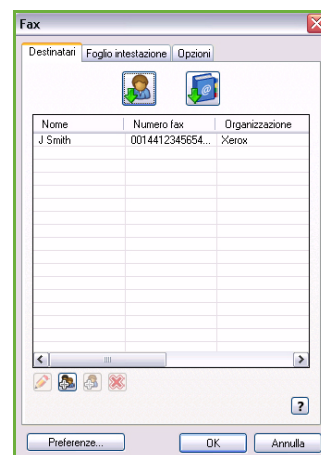 Fax
Destinatari Foglio intestazione Opzioni
Nome Numero fax Organizzazione
J Smith 0014412345654... Xerox
?
Preferenze... OK Annulla